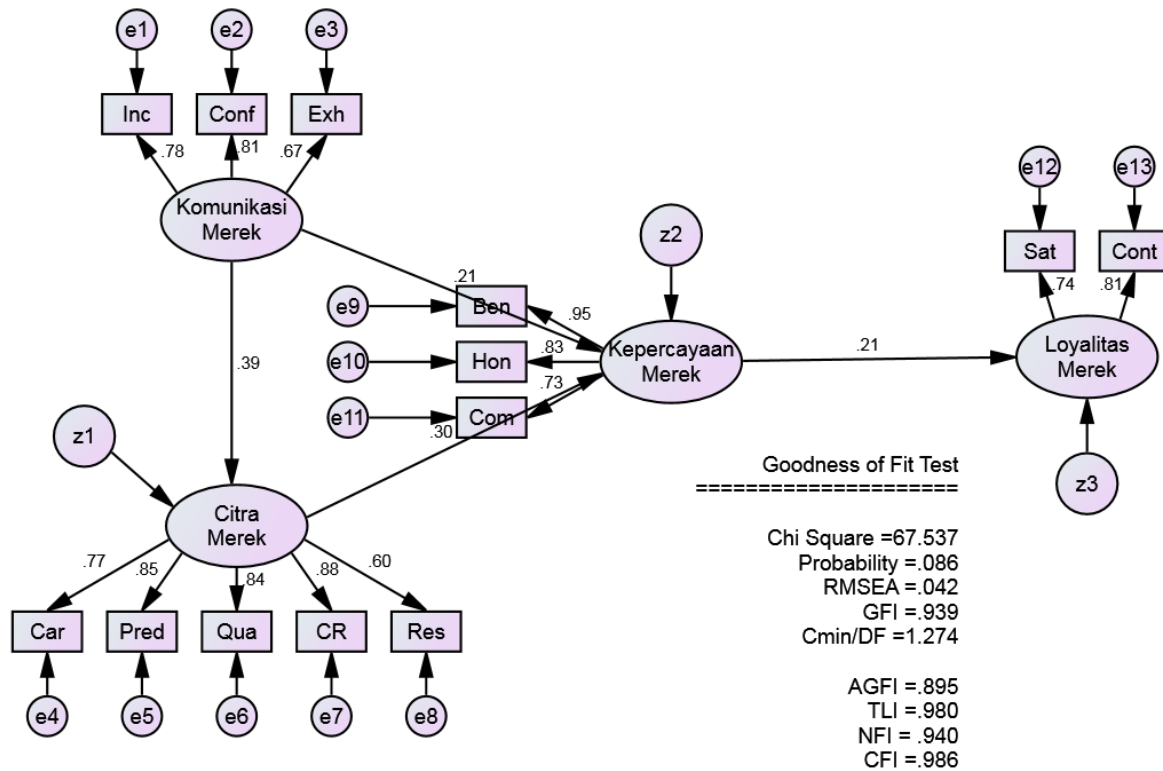 e1
e2
e3
Inc
Conf
Exh
.78
.81
.67
Komunikasi
Merek
e12
e13
Sat
Cont
.74
.81
z2
.21
e9
Ben
.95
e10
Hon
.83
Kepercayaan
Merek
.21
Loyalitas
Merek
.39
e11
Com
.73
.30
z1
z3
Citra
Merek
.77
.85
.84
.88
.60
Car
Pred
Qua
CR
Res
e4
e5
e6
e7
e8
Goodness of Fit Test
=====================
Chi Square =67.537
Probability =.086
RMSEA =.042
GFI =.939
Cmin/DF =1.274
AGFI =.895
TLI =.980
NFI = .940
CFI =.986